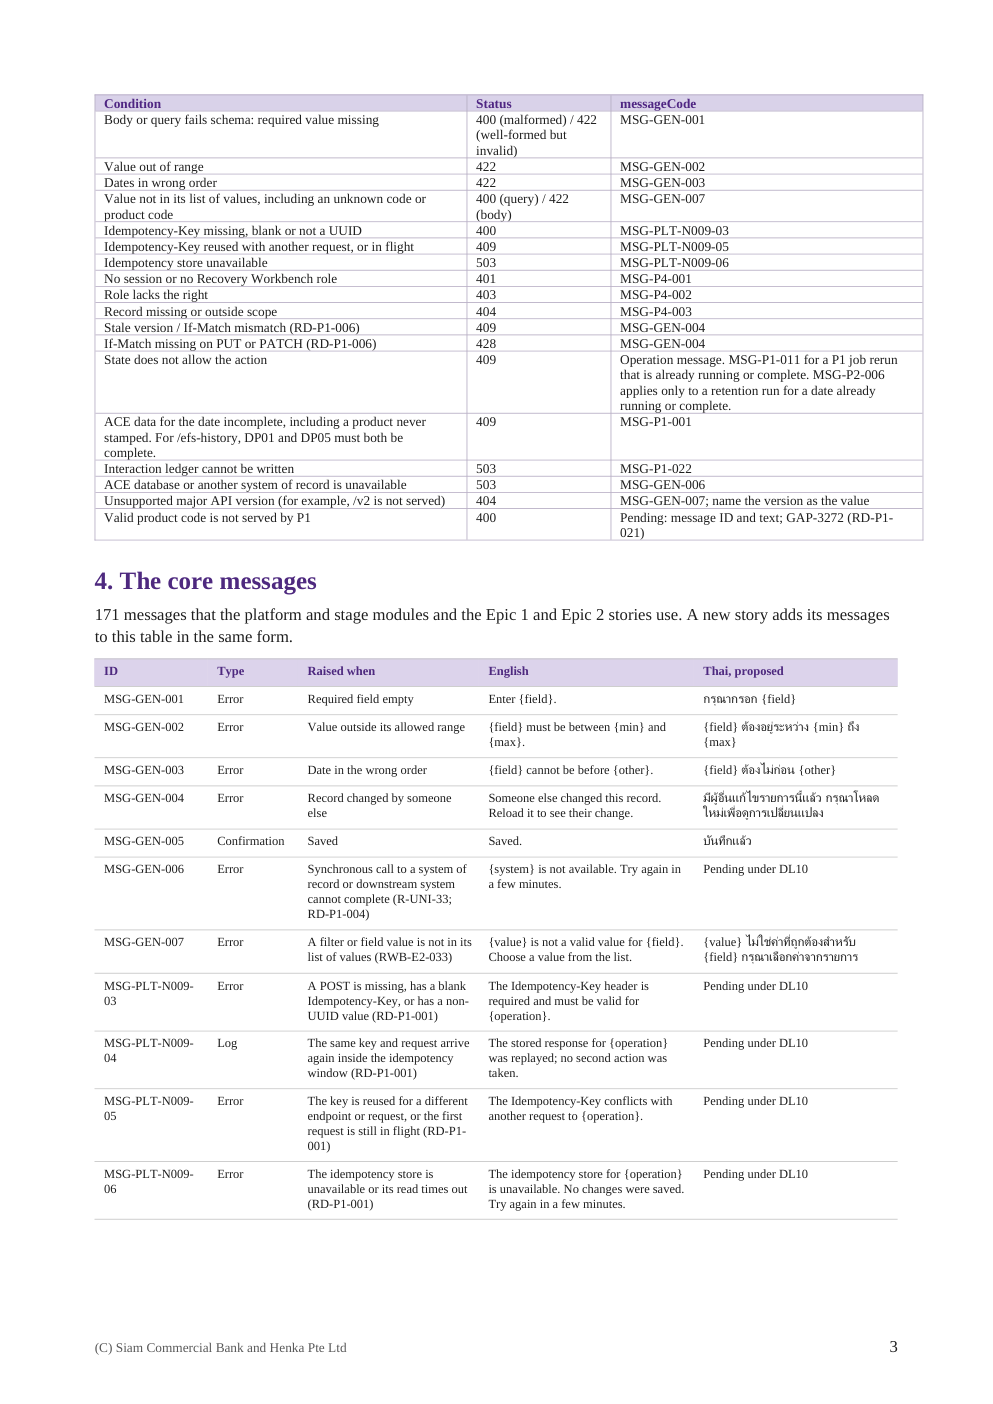 Condition Status messageCode
Body or query fails schema: required value missing 400 (malformed) / 422 MSG-GEN-001
(well-formed but
invalid)
Value out of range 422 MSG-GEN-002
Dates in wrong order 422 MSG-GEN-003
Value not in its list of values, including an unknown code or 400 (query) / 422 MSG-GEN-007
product code (body)
Idempotency-Key missing, blank or not a UUID 400 MSG-PLT-N009-03
Idempotency-Key reused with another request, or in flight 409 MSG-PLT-N009-05
Idempotency store unavailable 503 MSG-PLT-N009-06
No session or no Recovery Workbench role 401 MSG-P4-001
Role lacks the right 403 MSG-P4-002
Record missing or outside scope 404 MSG-P4-003
Stale version / If-Match mismatch (RD-P1-006) 409 MSG-GEN-004
If-Match missing on PUT or PATCH (RD-P1-006) 428 MSG-GEN-004
State does not allow the action 409 Operation message. MSG-P1-011 for a P1 job rerun
that is already running or complete. MSG-P2-006
applies only to a retention run for a date already
running or complete.
ACE data for the date incomplete, including a product never 409 MSG-P1-001
stamped. For /efs-history, DP01 and DP05 must both be
complete.
Interaction ledger cannot be written 503 MSG-P1-022
ACE database or another system of record is unavailable 503 MSG-GEN-006
Unsupported major API version (for example, /v2 is not served) 404 MSG-GEN-007; name the version as the value
Valid product code is not served by P1 400 Pending: message ID and text; GAP-3272 (RD-P1-
021)
4. The core messages
171 messages that the platform and stage modules and the Epic 1 and Epic 2 stories use. A new story adds its messages
to this table in the same form.
ID Type Raised when English Thai, proposed
MSG-GEN-001 Error Required field empty Enter {field}. กรุณากรอก {field}
MSG-GEN-002 Error Value outside its allowed range {field} must be between {min} and {field} ต้องอยู่ระหว่าง {min} ถึง
{max}. {max}
MSG-GEN-003 Error Date in the wrong order {field} cannot be before {other}. {field} ต้องไม่ก่อน {other}
MSG-GEN-004 Error Record changed by someone Someone else changed this record. มีผู้อื่นแก้ไขรายการนี้แล้ว กรุณาโหลด
else Reload it to see their change. ใหม่เพื่อดูการเปลี่ยนแปลง
MSG-GEN-005 Confirmation Saved Saved. บันทึกแล้ว
MSG-GEN-006 Error Synchronous call to a system of {system} is not available. Try again in Pending under DL10
record or downstream system a few minutes.
cannot complete (R-UNI-33;
RD-P1-004)
MSG-GEN-007 Error A filter or field value is not in its {value} is not a valid value for {field}. {value} ไม่ใช่ค่าที่ถูกต้องสำหรับ
list of values (RWB-E2-033) Choose a value from the list. {field} กรุณาเลือกค่าจากรายการ
MSG-PLT-N009- Error A POST is missing, has a blank The Idempotency-Key header is Pending under DL10
03 Idempotency-Key, or has a non- required and must be valid for
UUID value (RD-P1-001) {operation}.
MSG-PLT-N009- Log The same key and request arrive The stored response for {operation} Pending under DL10
04 again inside the idempotency was replayed; no second action was
window (RD-P1-001) taken.
MSG-PLT-N009- Error The key is reused for a different The Idempotency-Key conflicts with Pending under DL10
05 endpoint or request, or the first another request to {operation}.
request is still in flight (RD-P1-
001)
MSG-PLT-N009- Error The idempotency store is The idempotency store for {operation} Pending under DL10
06 unavailable or its read times out is unavailable. No changes were saved.
(RD-P1-001) Try again in a few minutes.
(C) Siam Commercial Bank and Henka Pte Ltd 3